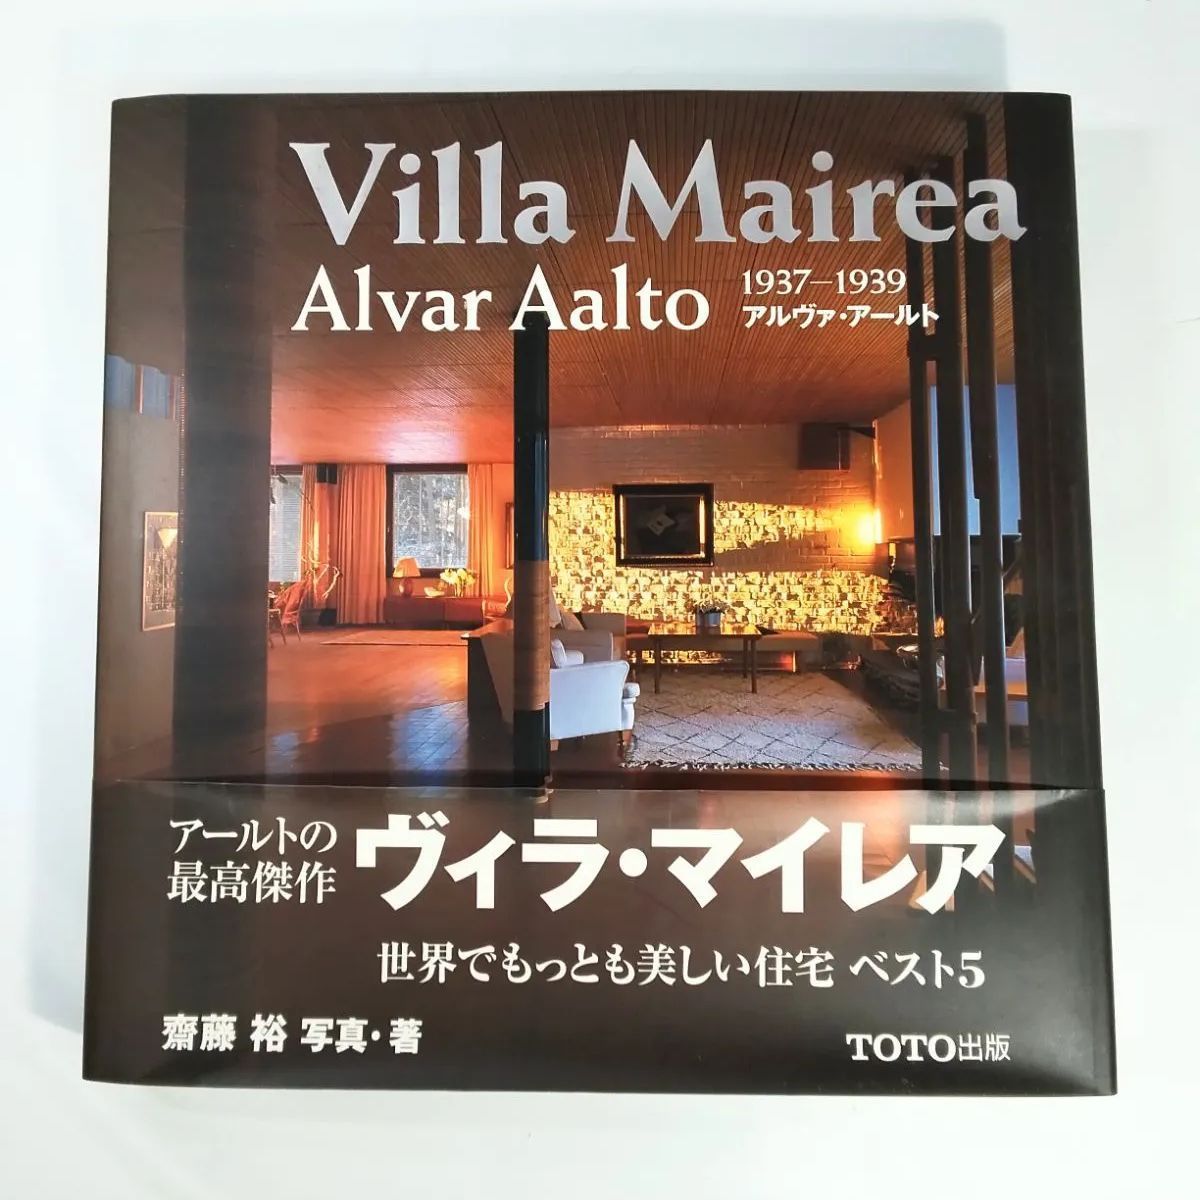 Villa Mairea
Alvar Aalto
1937–1939
アルヴァ・アールト
アールトの
最高傑作
ヴィラ・マイレア
世界でもっとも美しい住宅 ベスト5
齋藤 裕 写真・著
TOTO出版